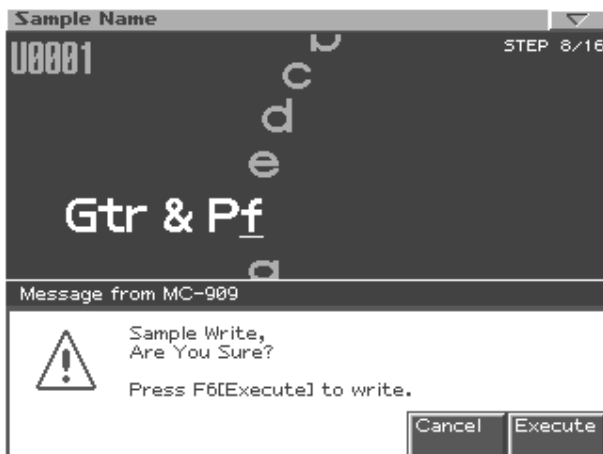 Sample Name
U0001
STEP 8/16
b
c
d
e
Gtr & Pf
g
Message from MC-909
Sample Write,
Are You Sure?
Press F6[Execute] to write.
Cancel
Execute